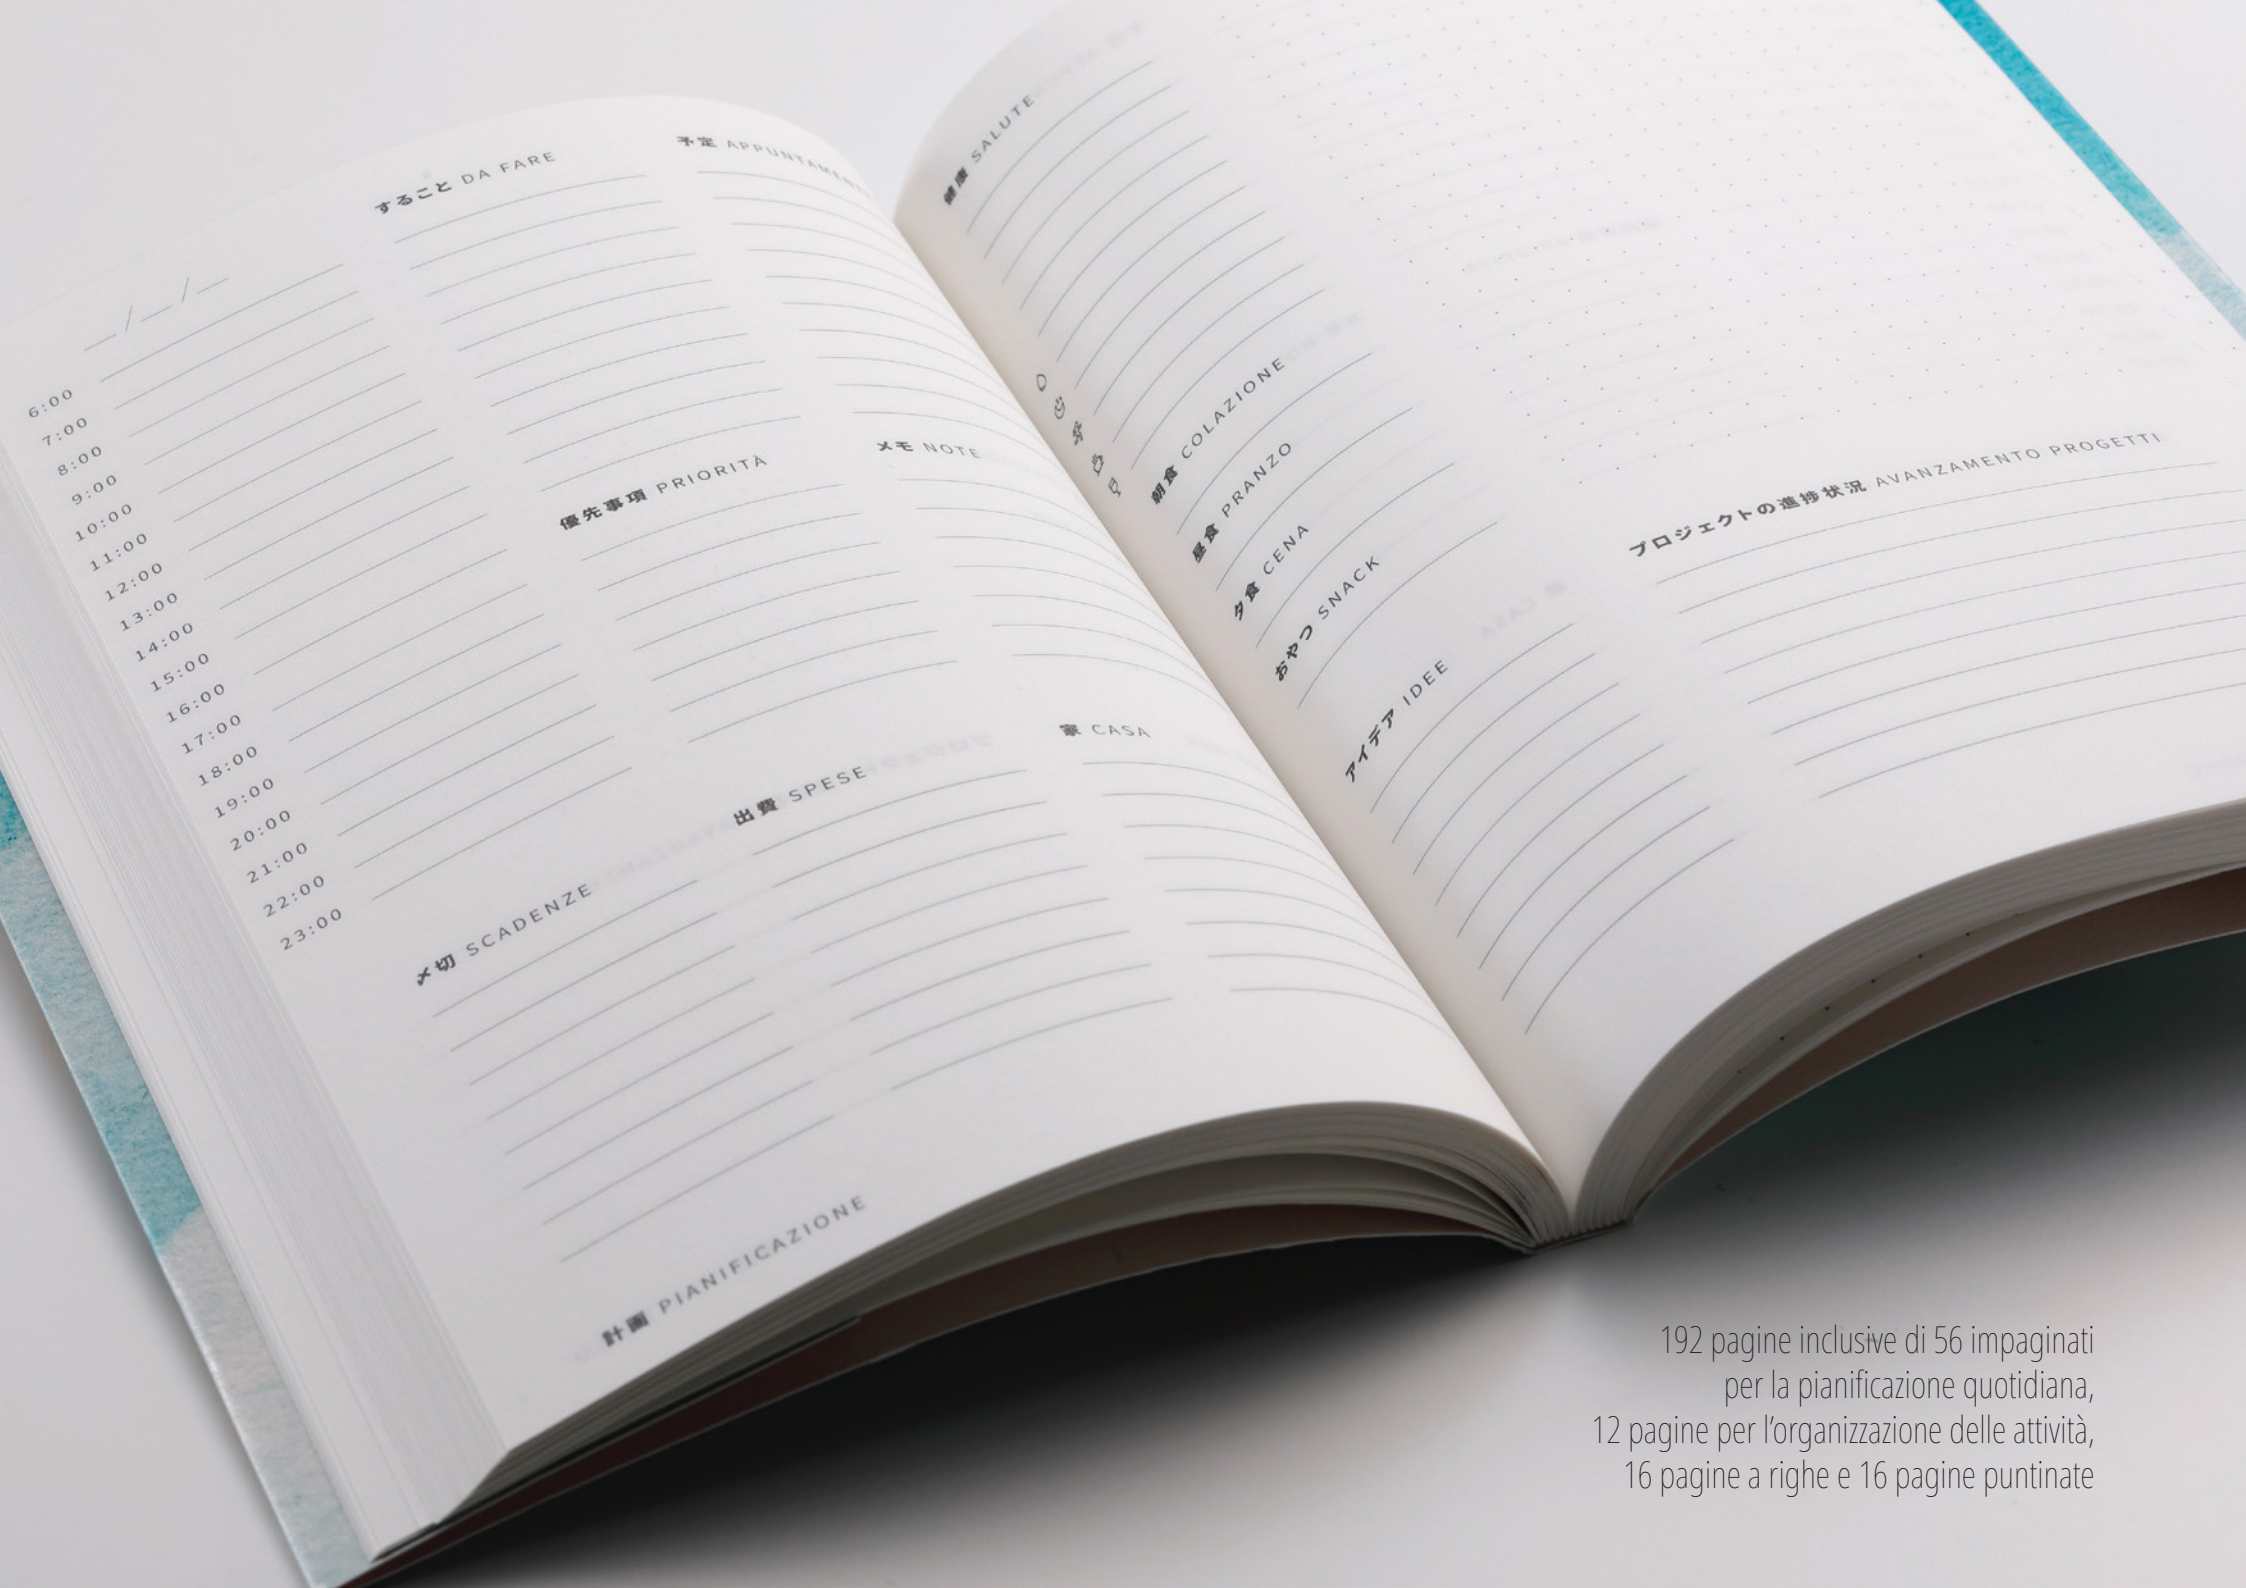 __/__/__
6:00
7:00
8:00
9:00
10:00
11:00
12:00
13:00
14:00
15:00
16:00
17:00
18:00
19:00
20:00
21:00
22:00
23:00
すること DA FARE
優先事項 PRIORITÀ
〆切 SCADENZE
出費 SPESE
予定 APPUNTAMENTI
メモ NOTE
家 CASA
計画 PIANIFICAZIONE
健康 SALUTE
朝食 COLAZIONE
昼食 PRANZO
夕食 CENA
おやつ SNACK
アイデア IDEE
プロジェクトの進捗状況 AVANZAMENTO PROGETTI
192 pagine inclusive di 56 impaginati
per la pianificazione quotidiana,
12 pagine per l'organizzazione delle attività,
16 pagine a righe e 16 pagine puntinate